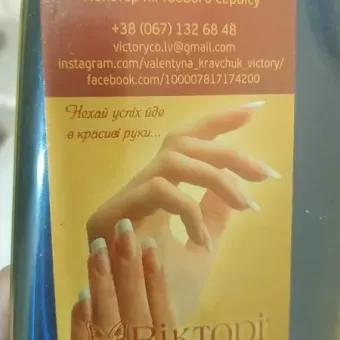 +38 (067) 132 68 48
victoryco.lv@gmail.com
instagram.com/valentyna_kravchuk_victory/
facebook.com/100007817174200
Нехай успіх йде
в красиві руки...
Вікторі